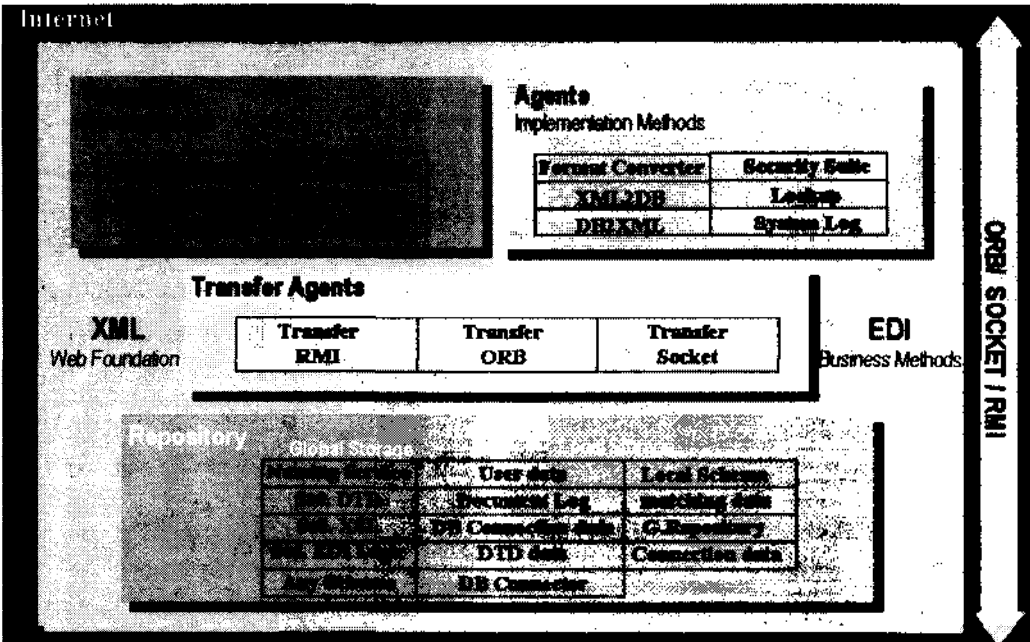 Internet
Agents
Implementation Methods
Format Converter Security Suite
XML2DB Lookup
DB2XML System Log
Transfer Agents
XML
Web Foundation
Transfer RMI
Transfer ORB
Transfer Socket
EDI
Business Methods
ORB/ SOCKET / RMI
Repository
Global Storage
User data Local Schema
Document Log matching data
DB Connection data G.Repository
DTD data Connection data
DB Connector